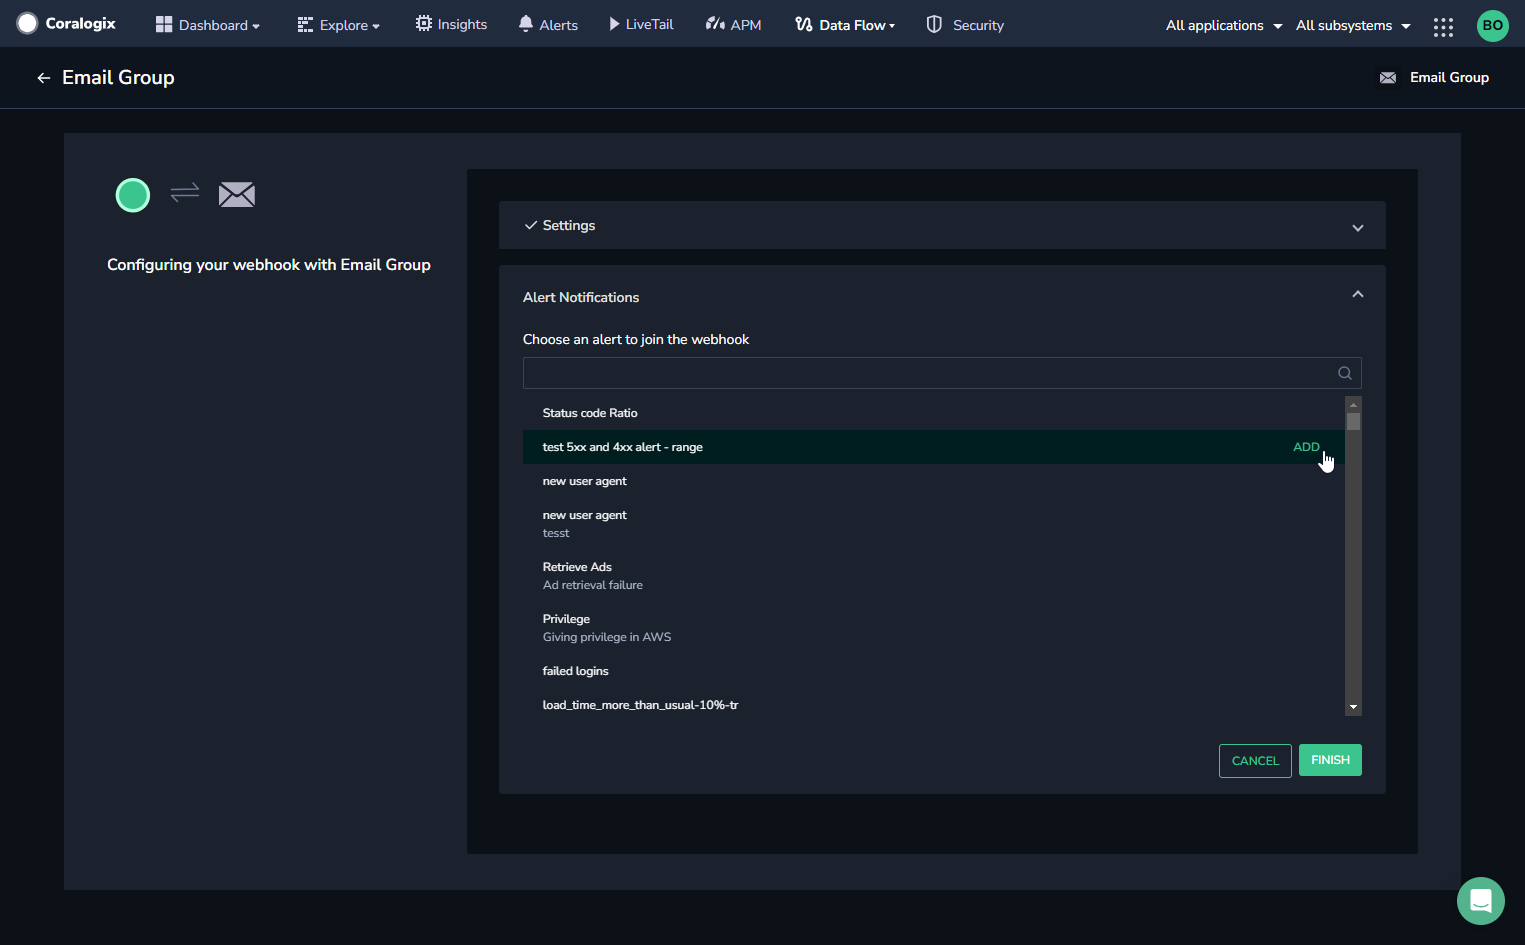 Coralogix Dashboard Explore Insights Alerts LiveTail APM Data Flow Security All applications All subsystems BO
Email Group Email Group
Configuring your webhook with Email Group
Settings
Alert Notifications
Choose an alert to join the webhook
Status code Ratio
test 5xx and 4xx alert - range ADD
new user agent
new user agent
tesst
Retrieve Ads
Ad retrieval failure
Privilege
Giving privilege in AWS
failed logins
load_time_more_than_usual-10%-tr
CANCEL FINISH